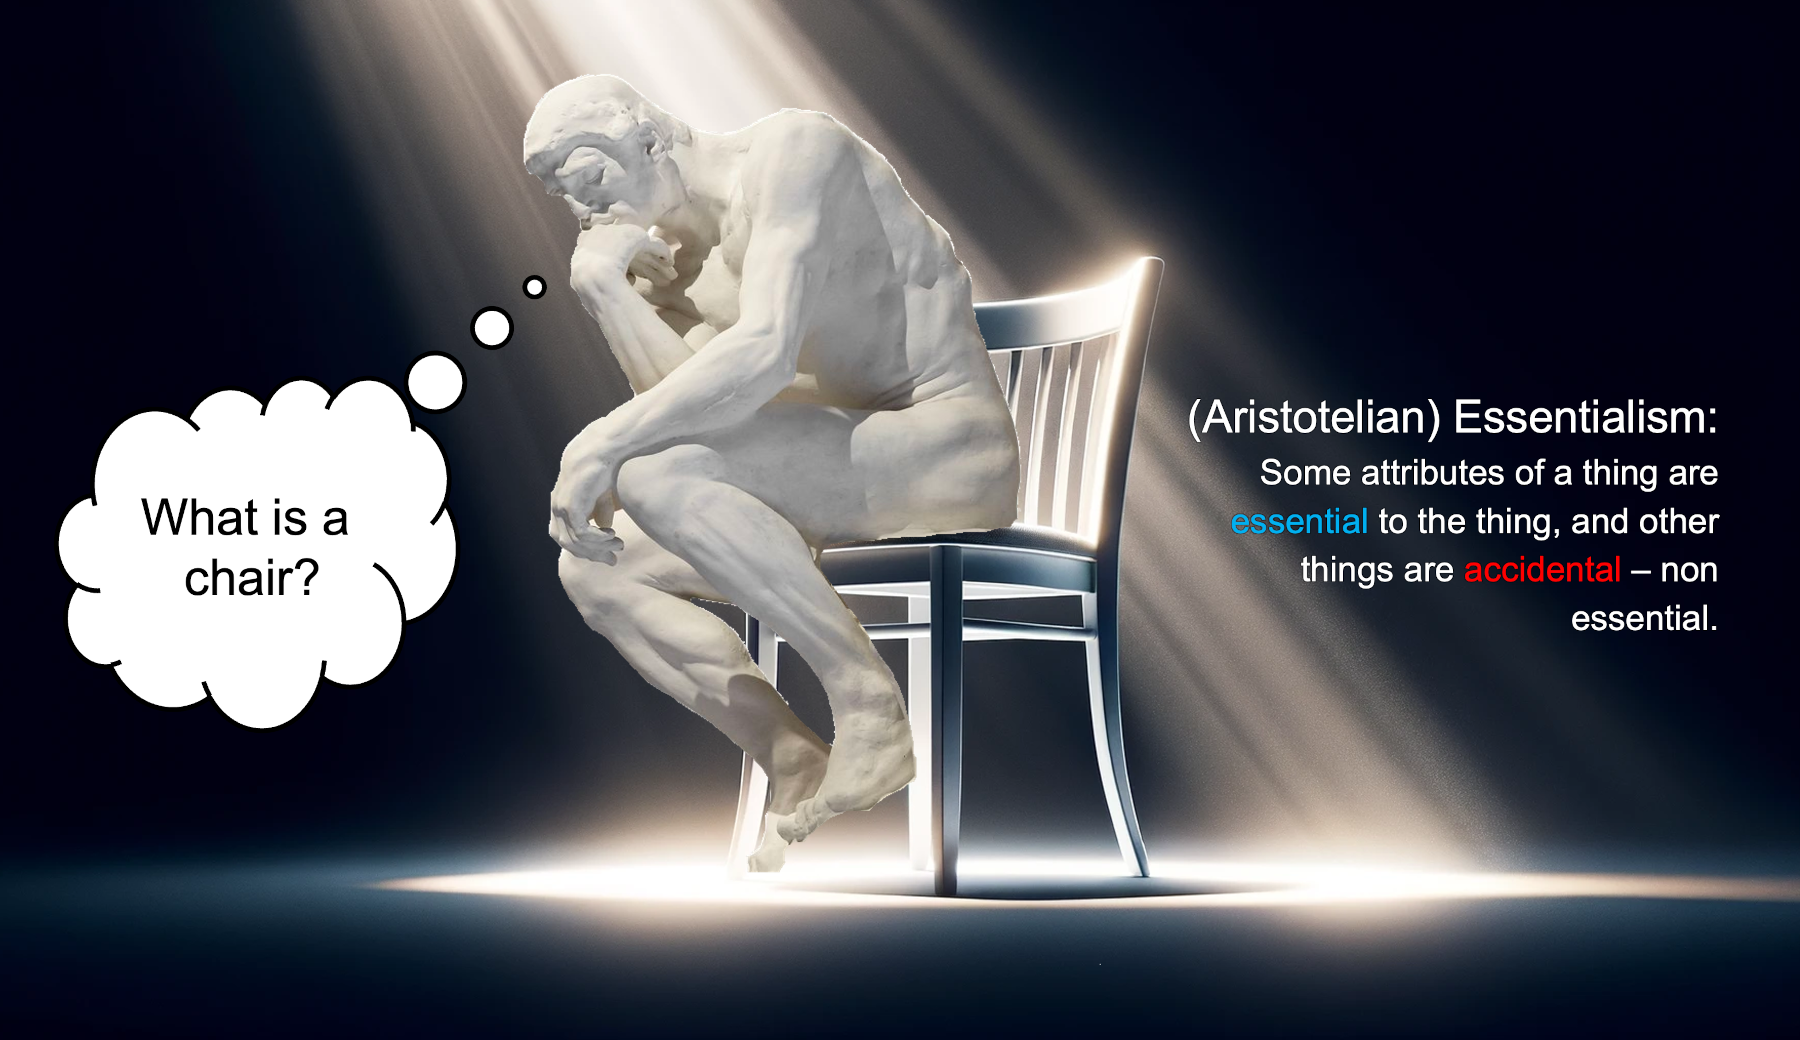 What is a
chair?
(Aristotelian) Essentialism:
Some attributes of a thing are
essential to the thing, and other
things are accidental – non
essential.